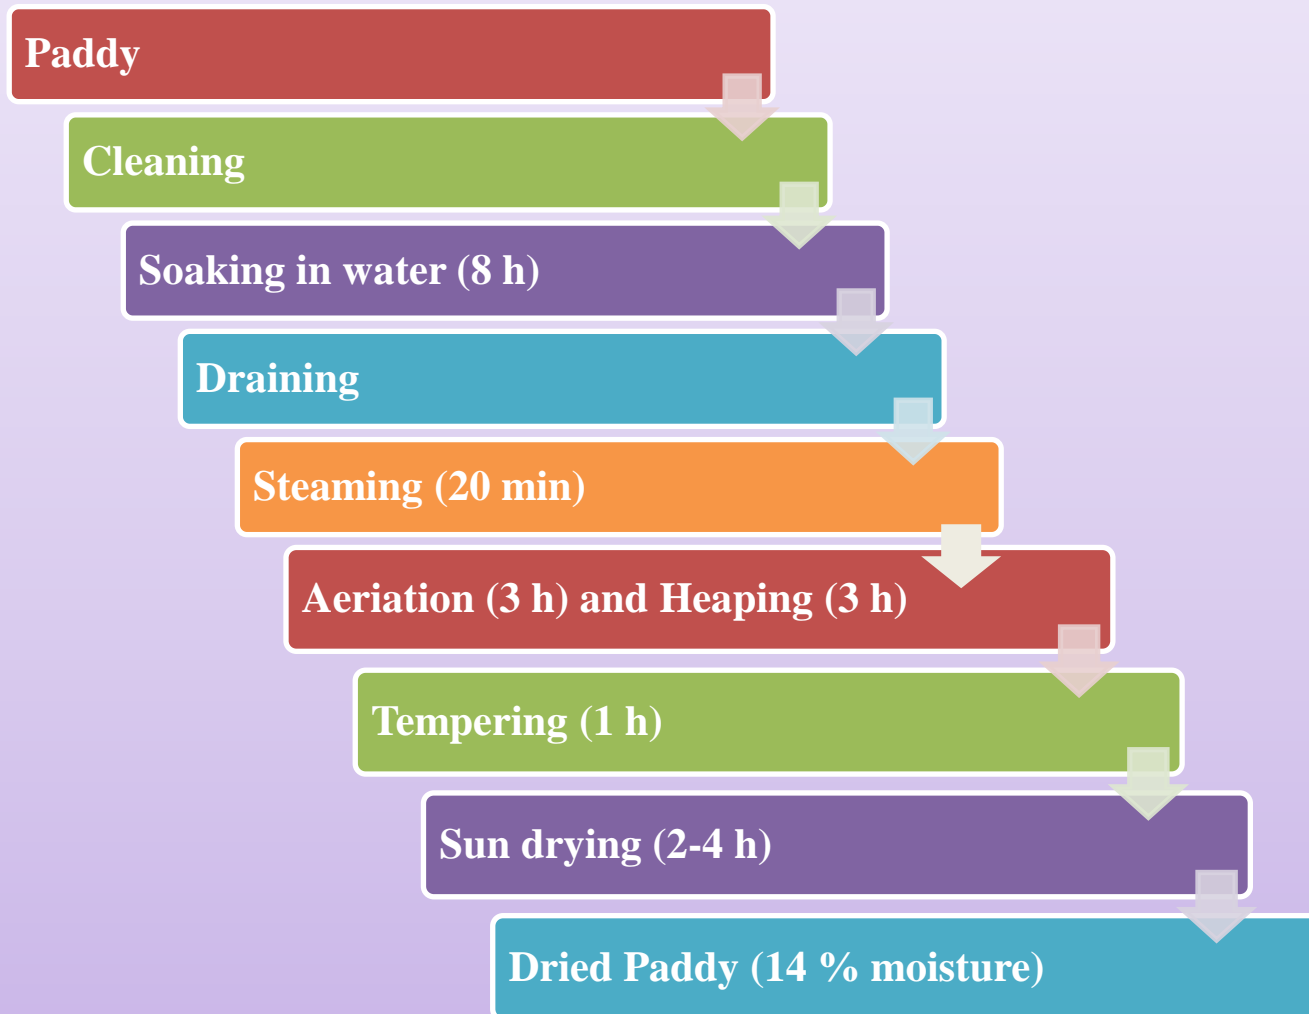 Paddy
Cleaning
Soaking in water (8 h)
Draining
Steaming (20 min)
Aeriation (3 h) and Heaping (3 h)
Tempering (1 h)
Sun drying (2-4 h)
Dried Paddy (14 % moisture)